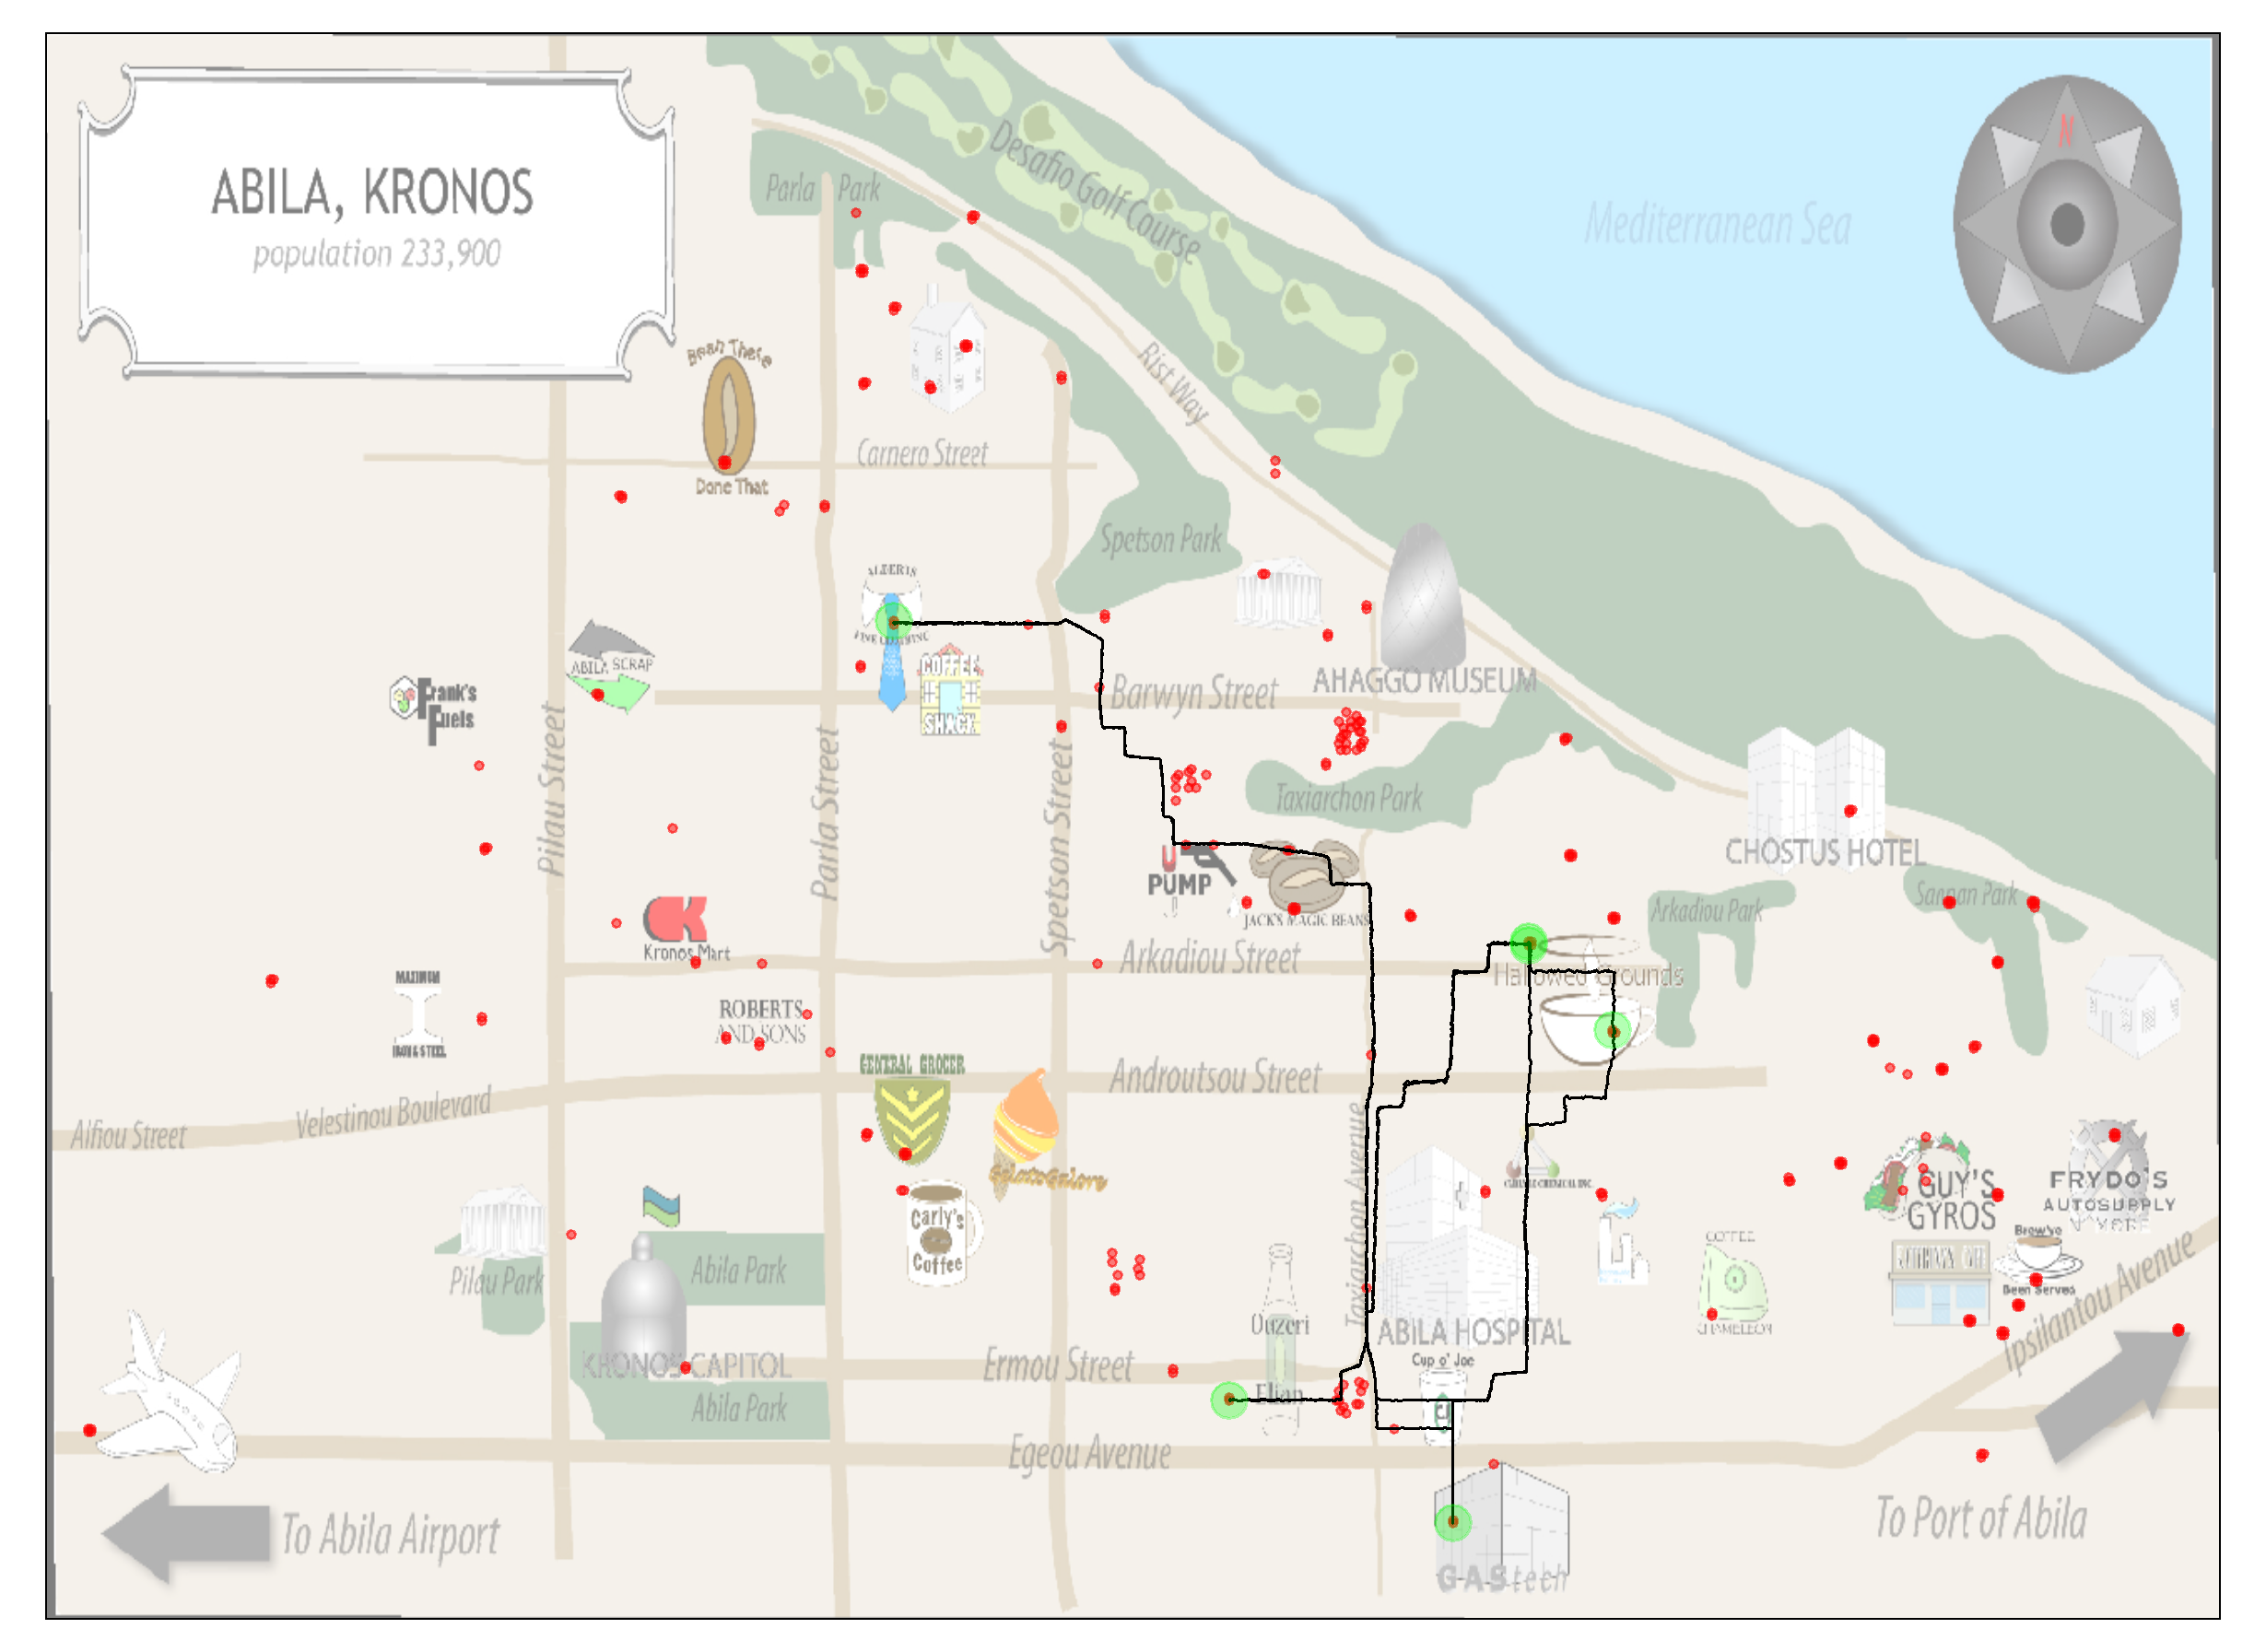 ABILA, KRONOS
population 233,900
N
Mediterranean Sea
Desafio Golf Course
Parla Park
Rist Way
Bean There
Done That
Carnero Street
Spetson Park
ALBERTS
FINE CLOTHING
ABILA SCRAP
Frank's
Fuels
COFFEE
SHACK
Barwyn Street
AHAGGO MUSEUM
Pilau Street
Parla Street
Spetson Street
Taxiarchon Park
CHOSTUS HOTEL
U
PUMP
JACK'S MAGIC BEANS
Arkadiou Park
Sannan Park
Kronos Mart
Arkadiou Street
Hallowed Grounds
MAXIMUM
IRON & STEEL
ROBERTS
AND SONS
GENERAL GROCER
Androutsou Street
Velestinou Boulevard
Alfiou Street
Taxiarchon Avenue
GelatoGalore
CARLYLE CHEMICAL INC.
GUY'S
GYROS
FRYDO'S
AUTOSUPPLY
N' MORE
Carly's
Coffee
Pilau Park
Abila Park
Ouzeri
Elian
ABILA HOSPITAL
Cup o' Joe
COFFEE
CHAMELEON
Brew've
Been Served
Ipsilantou Avenue
KRONOS CAPITOL
Ermou Street
Abila Park
Egeou Avenue
To Abila Airport
To Port of Abila
GAStech